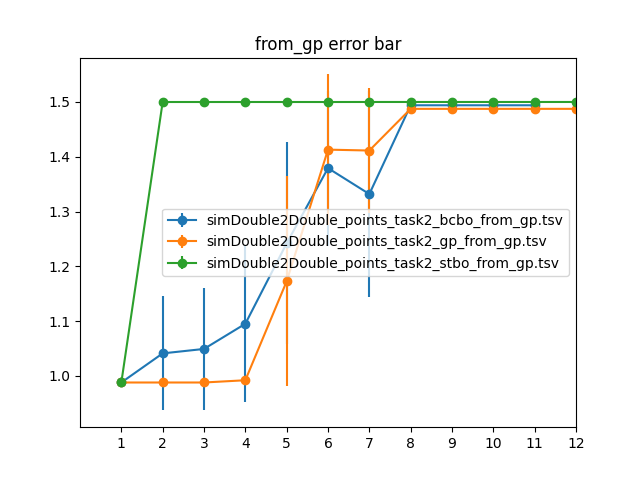 from_gp error bar
1.5
1.4
1.3
1.2
1.1
1.0
simDouble2Double_points_task2_bcbo_from_gp.tsv
simDouble2Double_points_task2_gp_from_gp.tsv
simDouble2Double_points_task2_stbo_from_gp.tsv
1 2 3 4 5 6 7 8 9 10 11 12